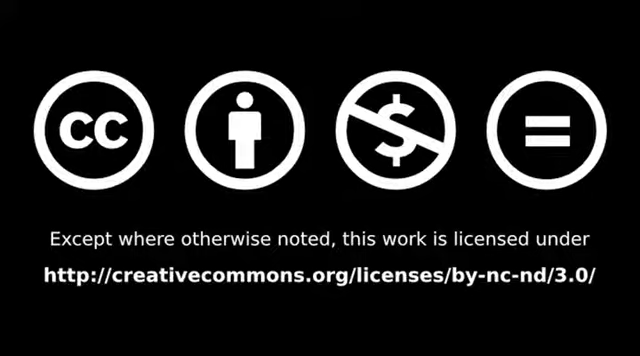 cc
$
=
Except where otherwise noted, this work is licensed under
http://creativecommons.org/licenses/by-nc-nd/3.0/